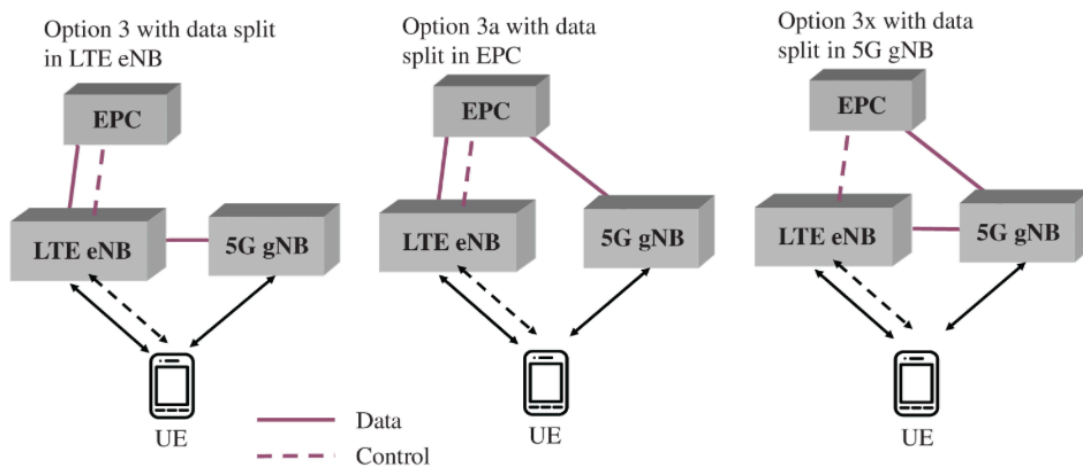 Option 3 with data split
in LTE eNB
EPC
LTE eNB
5G gNB
UE
Option 3a with data
split in EPC
EPC
LTE eNB
5G gNB
UE
Option 3x with data
split in 5G gNB
EPC
LTE eNB
5G gNB
UE
Data
Control